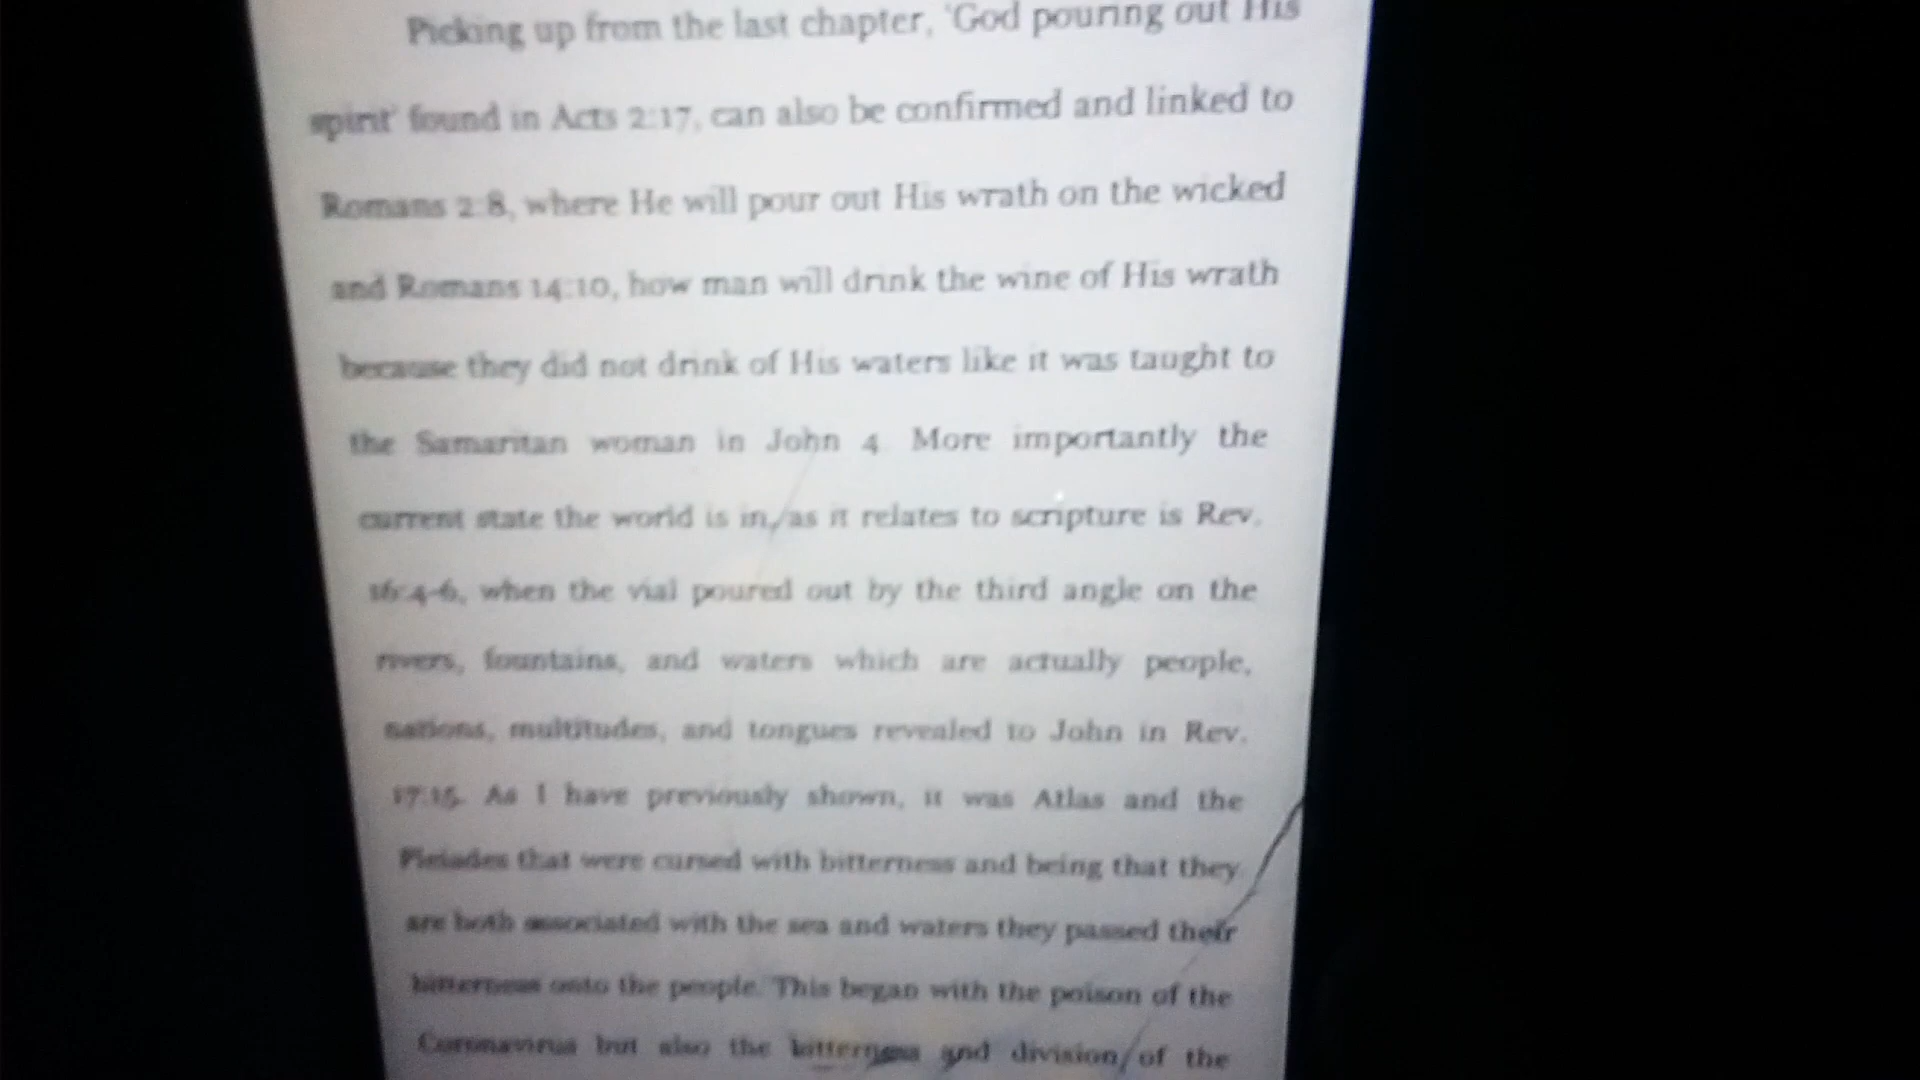 Picking up from the last chapter, 'God pouring out His
spirit' found in Acts 2:17, can also be confirmed and linked to
Romans 2:8, where He will pour out His wrath on the wicked
and Romans 14:10, how man will drink the wine of His wrath
because they did not drink of His waters like it was taught to
the Samaritan woman in John 4. More importantly the
current state the world is in, as it relates to scripture is Rev.
16:4-6, when the vial poured out by the third angle on the
rivers, fountains, and waters which are actually people,
nations, multitudes, and tongues revealed to John in Rev.
17:15. As I have previously shown, it was Atlas and the
Pleiades that were cursed with bitterness and being that they
are both associated with the sea and waters they passed their
bitterness onto the people. This began with the poison of the
Coronavirus but also the bitterness and division of the